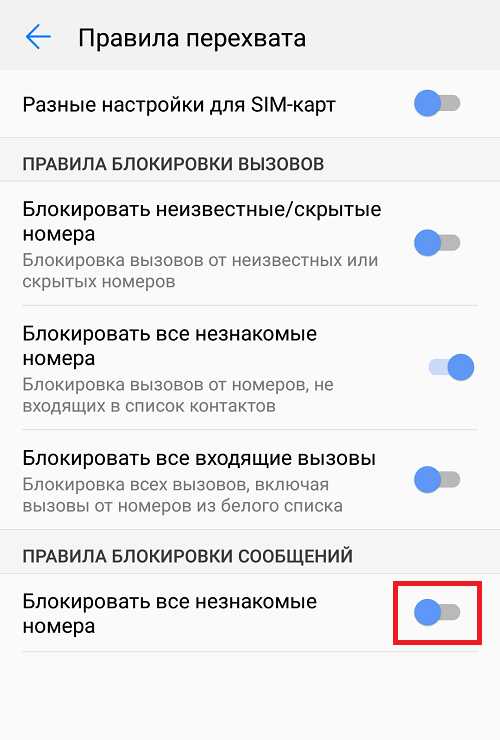 Правила перехвата
Разные настройки для SIM-карт
ПРАВИЛА БЛОКИРОВКИ ВЫЗОВОВ
Блокировать неизвестные/скрытые
номера
Блокировка вызовов от неизвестных или
скрытых номеров
Блокировать все незнакомые
номера
Блокировка вызовов от номеров, не
входящих в список контактов
Блокировать все входящие вызовы
Блокировка всех вызовов, включая
вызовы от номеров из белого списка
ПРАВИЛА БЛОКИРОВКИ СООБЩЕНИЙ
Блокировать все незнакомые
номера